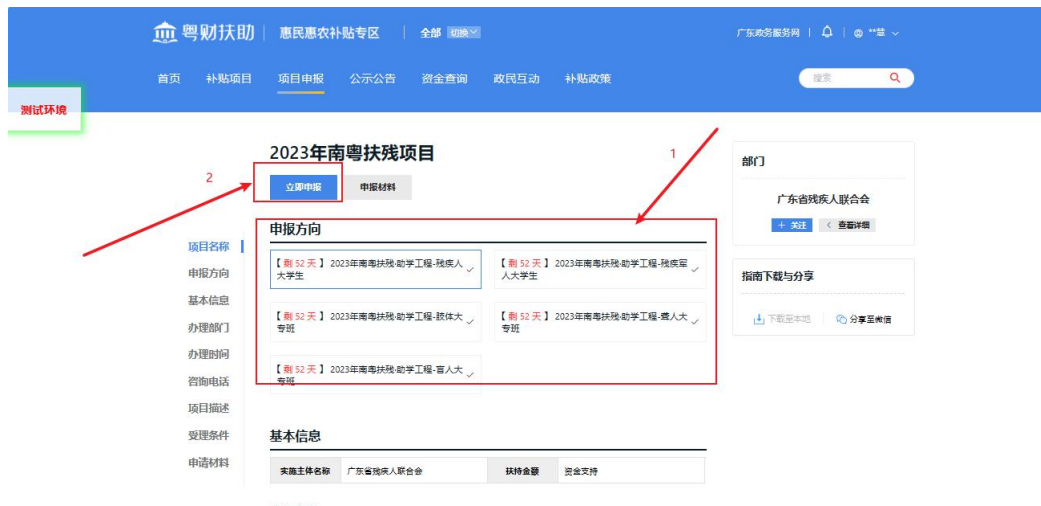 粤财扶助 惠民惠农补贴专区 全部 切换
广东政务服务网 **慧
首页 补贴项目 项目申报 公示公告 资金查询 政民互动 补贴政策 搜索
测试环境
2023年南粤扶残项目
立即申报 申报材料
1
2
申报方向
【 剩 52 天 】 2023年南粤扶残·助学工程-残疾人大学生
【 剩 52 天 】 2023年南粤扶残·助学工程-残疾军人大学生
【 剩 52 天 】 2023年南粤扶残·助学工程-肢体大专班
【 剩 52 天 】 2023年南粤扶残·助学工程-聋人大专班
【 剩 52 天 】 2023年南粤扶残·助学工程-盲人大专班
项目名称
申报方向
基本信息
办理部门
办理时间
咨询电话
项目描述
受理条件
申请材料
基本信息
实施主体名称 广东省残疾人联合会 扶持金额 资金支持
部门
广东省残疾人联合会
+ 关注 < 查看详细
指南下载与分享
下载至本地 分享至微信